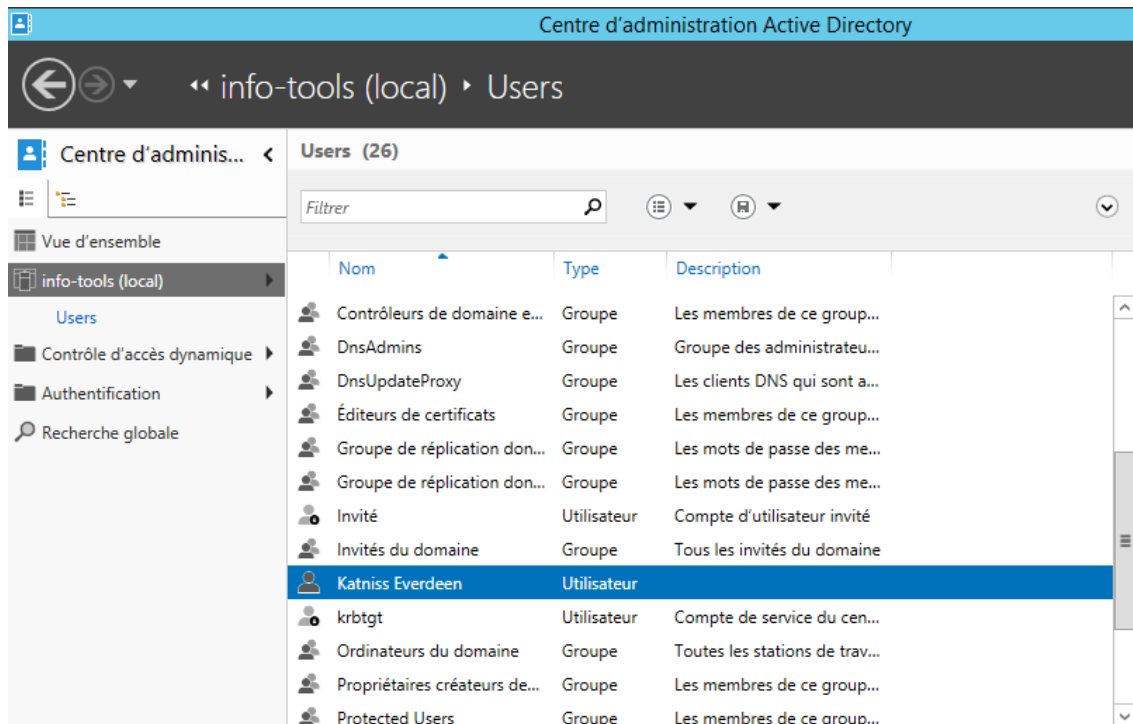 Centre d'administration Active Directory
info-tools (local) Users
Centre d'adminis...
Users (26)
Filtrer
Vue d'ensemble
info-tools (local)
Users
Contrôle d'accès dynamique
Authentification
Recherche globale
Nom Type Description
Contrôleurs de domaine e... Groupe Les membres de ce group...
DnsAdmins Groupe Groupe des administrateu...
DnsUpdateProxy Groupe Les clients DNS qui sont a...
Éditeurs de certificats Groupe Les membres de ce group...
Groupe de réplication don... Groupe Les mots de passe des me...
Groupe de réplication don... Groupe Les mots de passe des me...
Invité Utilisateur Compte d'utilisateur invité
Invités du domaine Groupe Tous les invités du domaine
Katniss Everdeen Utilisateur
krbtgt Utilisateur Compte de service du cen...
Ordinateurs du domaine Groupe Toutes les stations de trav...
Propriétaires créateurs de... Groupe Les membres de ce group...
Protected Users Groupe Les membres de ce group...